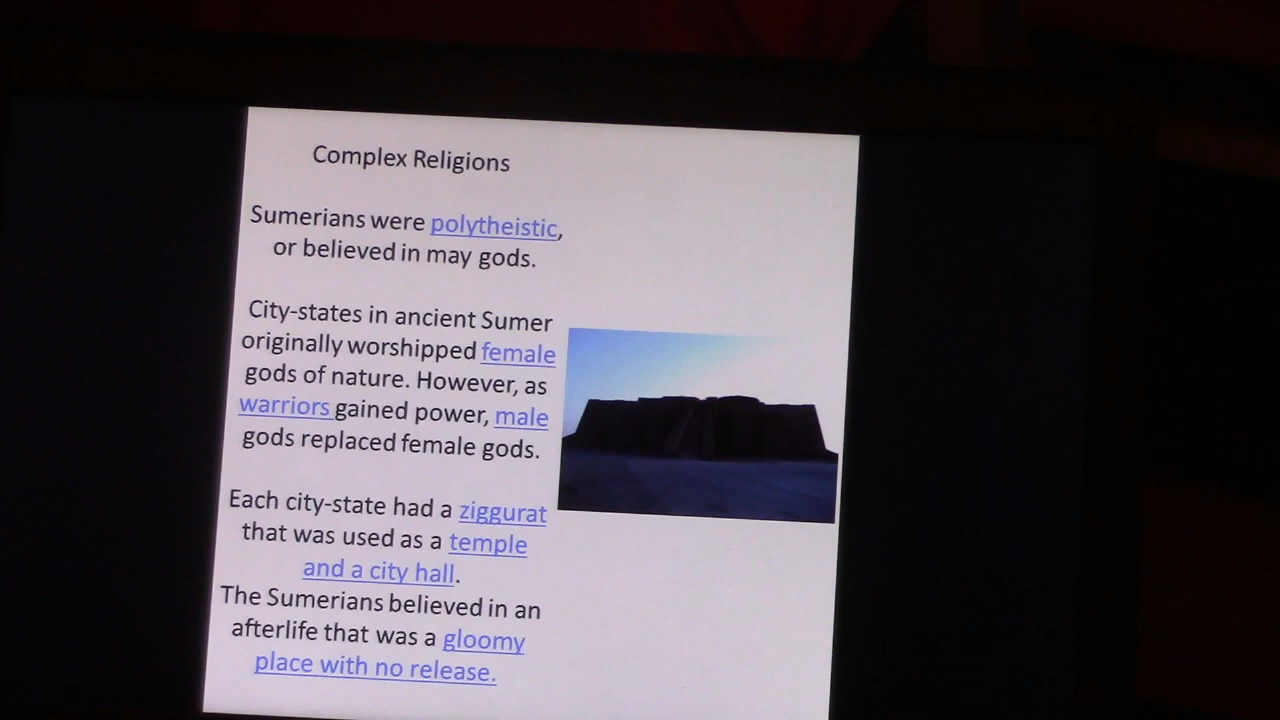 Complex Religions
Sumerians were polytheistic,
or believed in may gods.
City-states in ancient Sumer
originally worshipped female
gods of nature. However, as
warriors gained power, male
gods replaced female gods.
Each city-state had a ziggurat
that was used as a temple
and a city hall.
The Sumerians believed in an
afterlife that was a gloomy
place with no release.